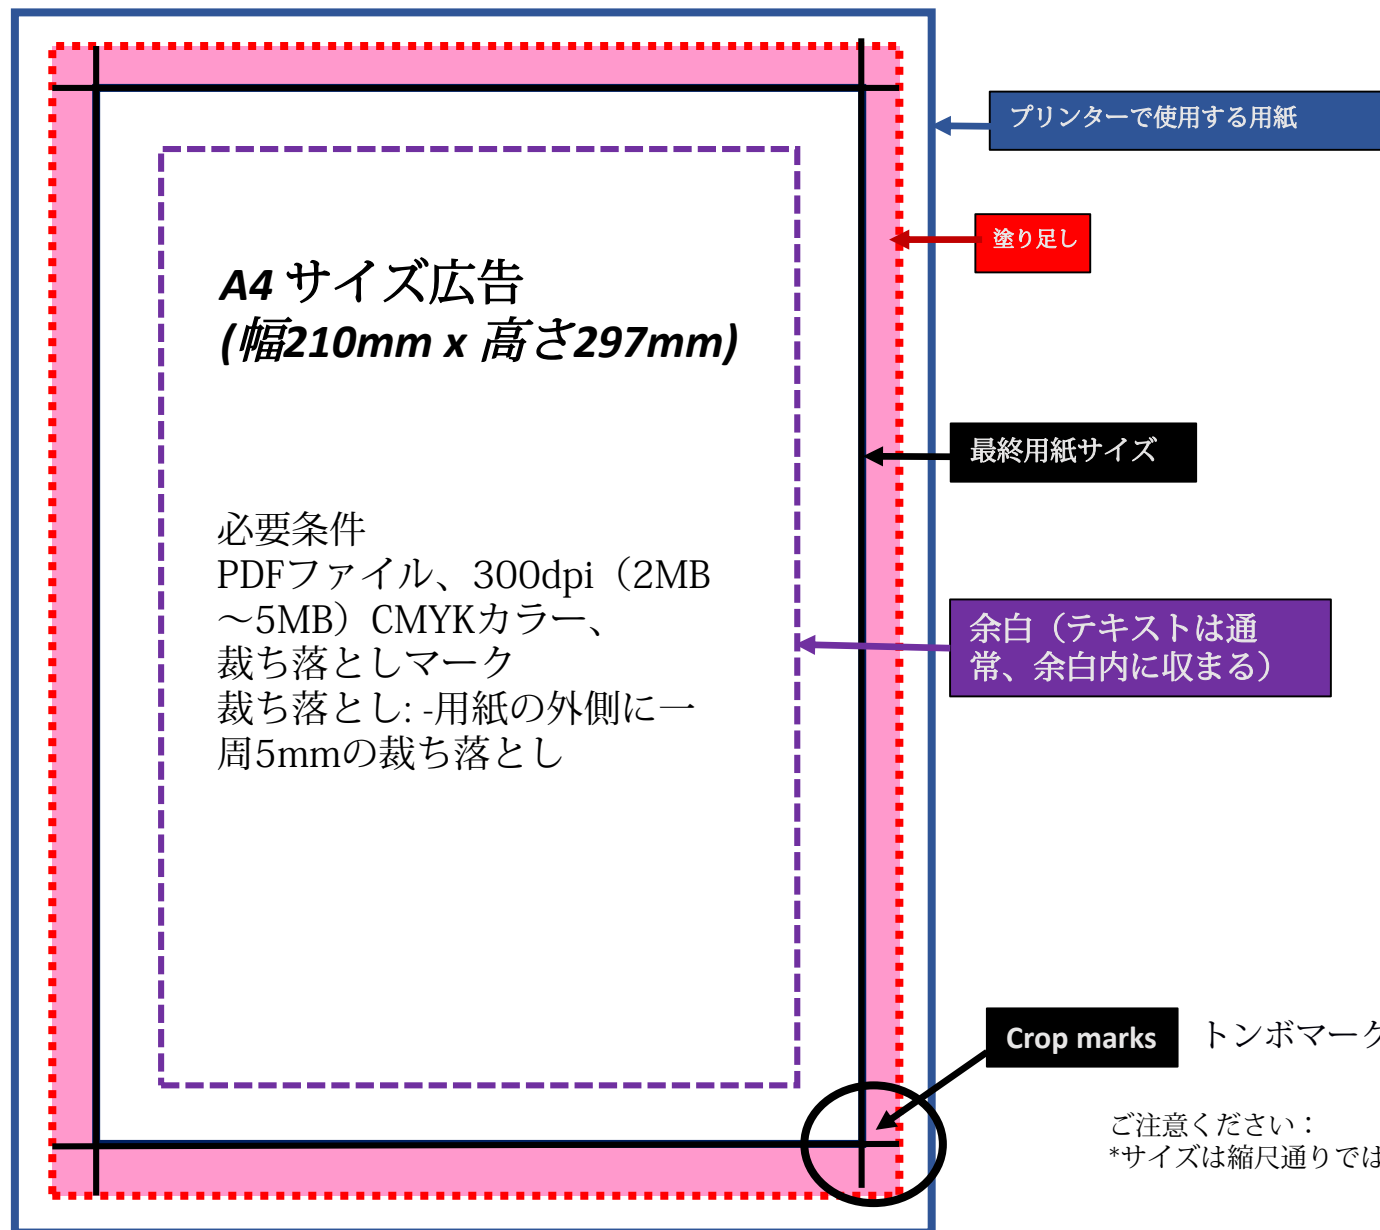 プリンターで使用する用紙
塗り足し
A4 サイズ広告
(幅210mm x 高さ297mm)
最終用紙サイズ
必要条件
PDFファイル、300dpi（2MB
～5MB）CMYKカラー、
裁ち落としマーク
裁ち落とし: -用紙の外側に一
周5mmの裁ち落とし
余白（テキストは通
常、余白内に収まる）
Crop marks トンボマーク
ご注意ください：
*サイズは縮尺通りでは